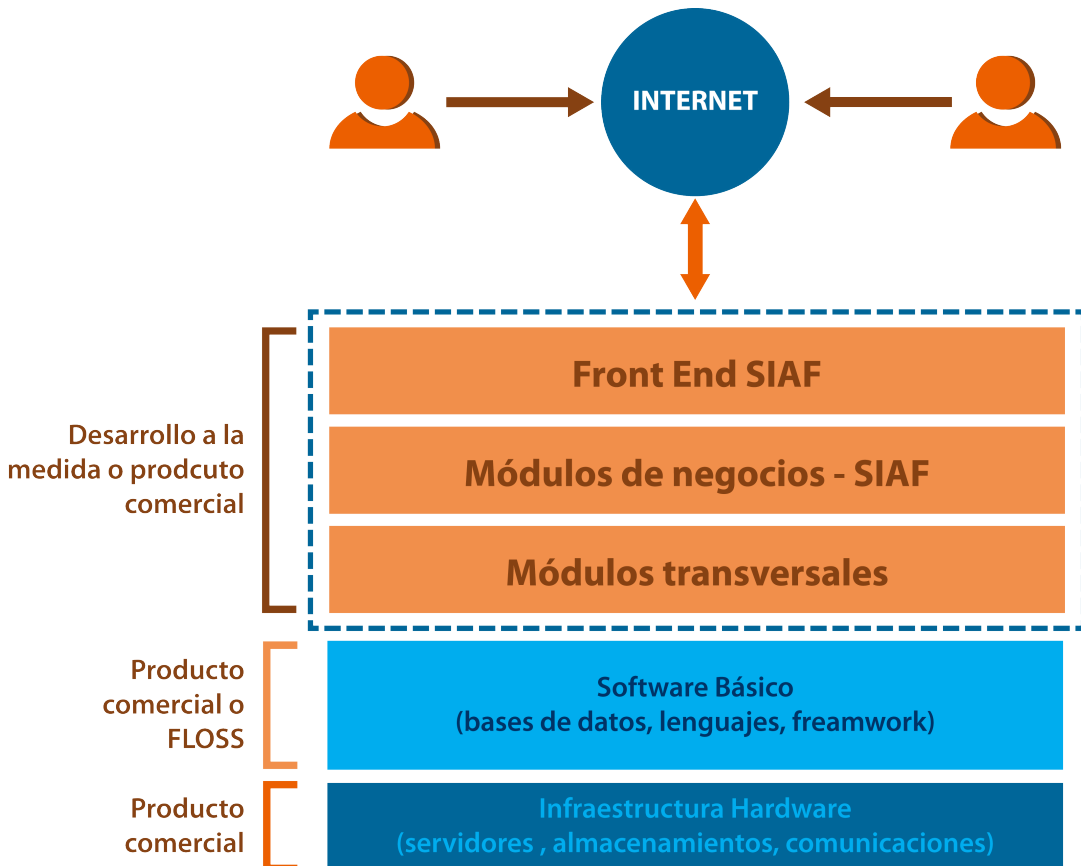 INTERNET
Front End SIAF
Desarrollo a la
medida o prodcuto
comercial
Módulos de negocios - SIAF
Módulos transversales
Producto
comercial o
FLOSS
Software Básico
(bases de datos, lenguajes, freamwork)
Producto
comercial
Infraestructura Hardware
(servidores , almacenamientos, comunicaciones)